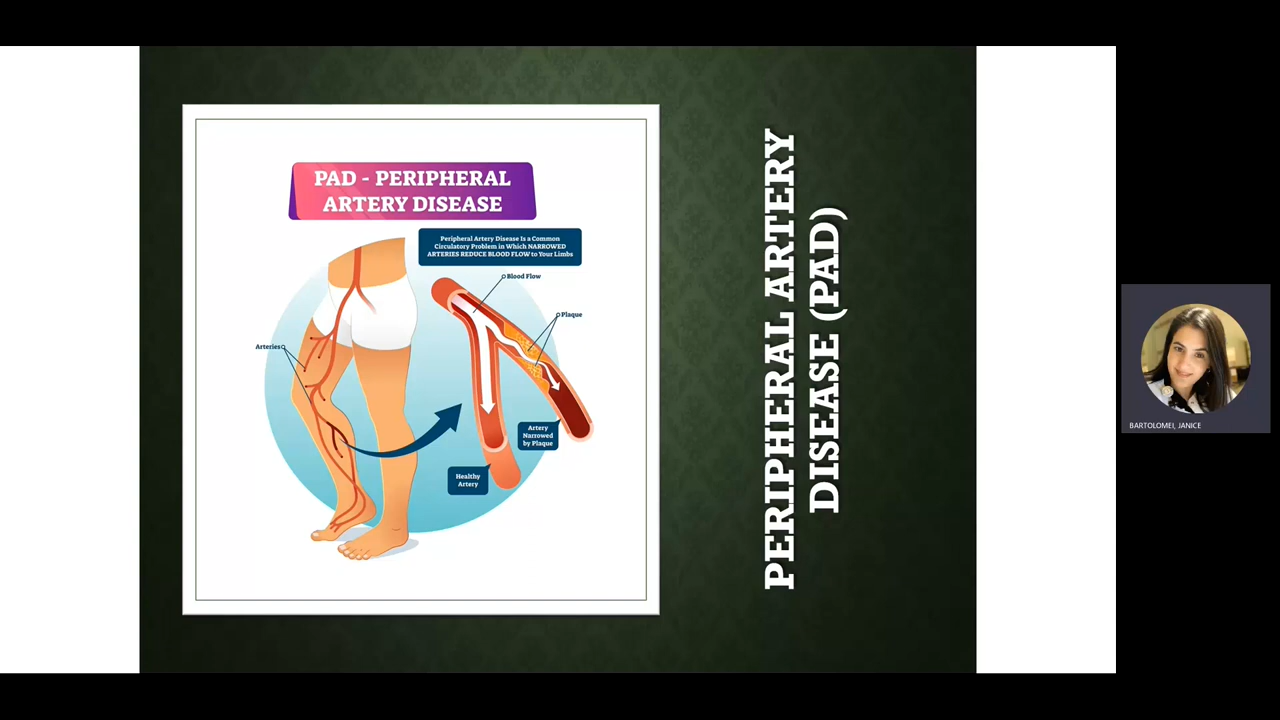 PAD - PERIPHERAL
ARTERY DISEASE
Peripheral Artery Disease Is a Common
Circulatory Problem in Which NARROWED
ARTERIES REDUCE BLOOD FLOW to Your Limbs
Blood Flow
Plaque
Arteries
Artery
Narrowed
by Plaque
Healthy
Artery
PERIPHERAL ARTERY
DISEASE (PAD)
BARTOLOMEI, JANICE